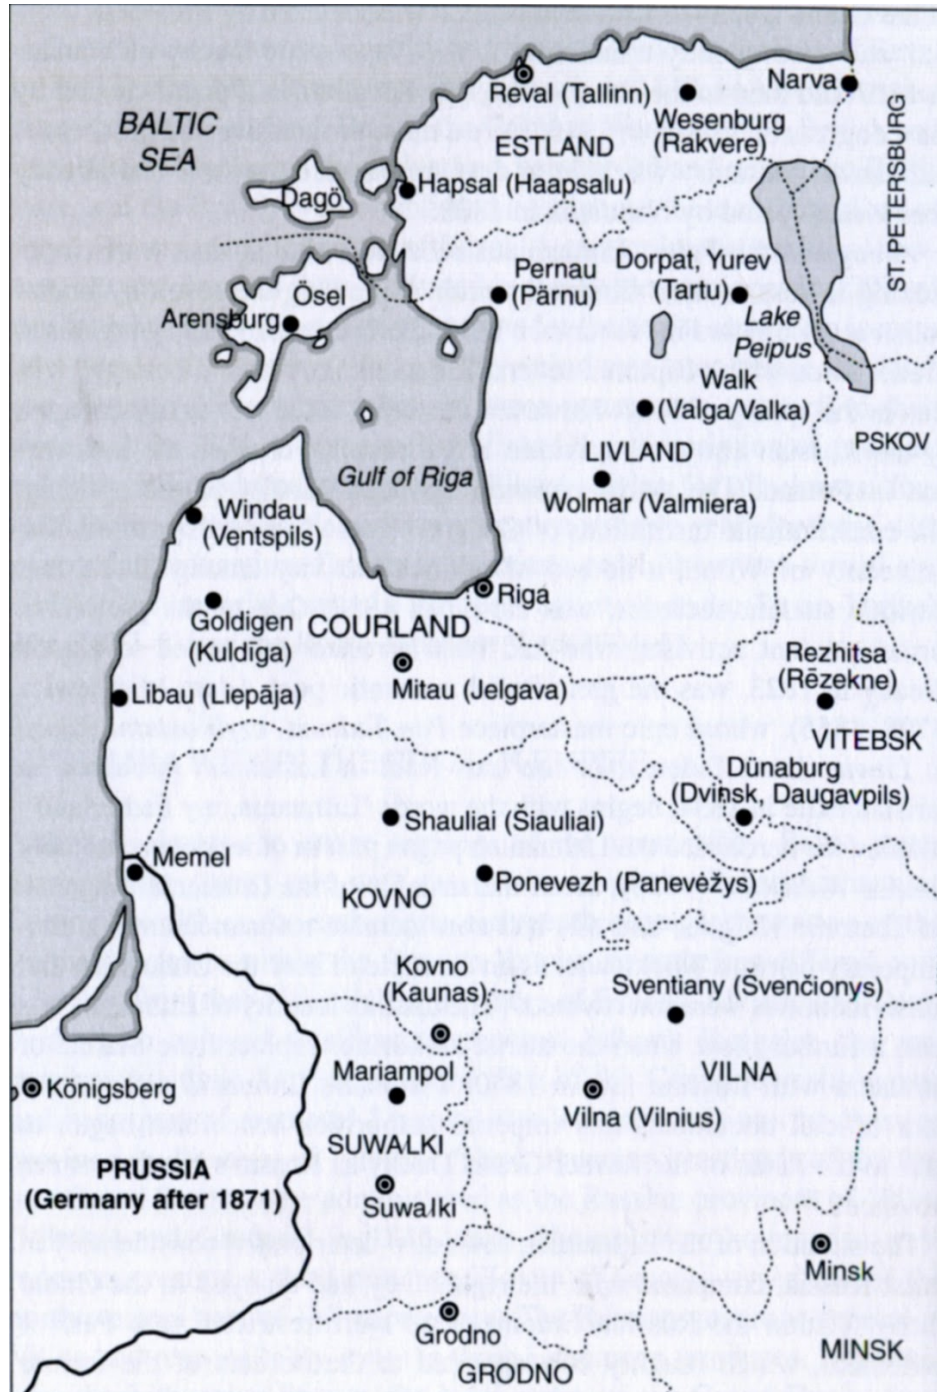 BALTIC
SEA
Reval (Tallinn)
Narva
ESTLAND
Wesenburg
(Rakvere)
ST.PETERSBURG
Dagö
Hapsal (Haapsalu)
Ösel
Arensburg
Pernau
(Pärnu)
Dorpat, Yurev
(Tartu)
Lake
Peipus
Walk
(Valga/Valka)
PSKOV
LIVLAND
Wolmar (Valmiera)
Gulf of Riga
Windau
(Ventspils)
Riga
Goldigen
(Kuldiga)
COURLAND
Mitau (Jelgava)
Libau (Liepāja)
Rezhitsa
(Rēzekne)
VITEBSK
Dünaburg
(Dvinsk, Daugavpils)
Shauliai (Šiauliai)
Memel
Ponevezh (Panevėžys)
KOVNO
Kovno
(Kaunas)
Sventiany (Švenčionys)
Königsberg
Mariampol
VILNA
Vilna (Vilnius)
PRUSSIA
(Germany after 1871)
SUWALKI
Suwalki
Minsk
Grodno
GRODNO
MINSK